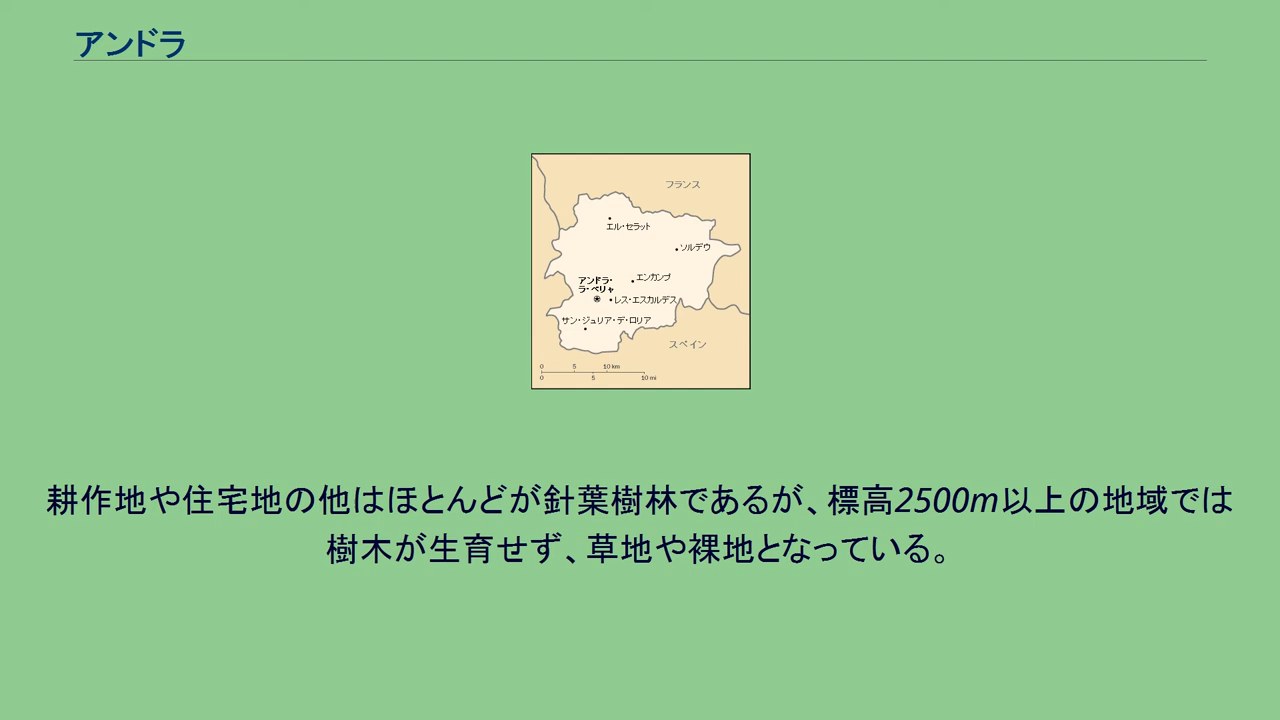 アンドラ
フランス
エル・セラット
ソルデウ
エンカンプ
アンドラ・
ラ・ベリャ
レス・エスカルデス
サン・ジュリア・デ・ロリア
スペイン
0 5 10 km
0 5 10 mi
耕作地や住宅地の他はほとんどが針葉樹林であるが、標高2500m以上の地域では
樹木が生育せず、草地や裸地となっている。